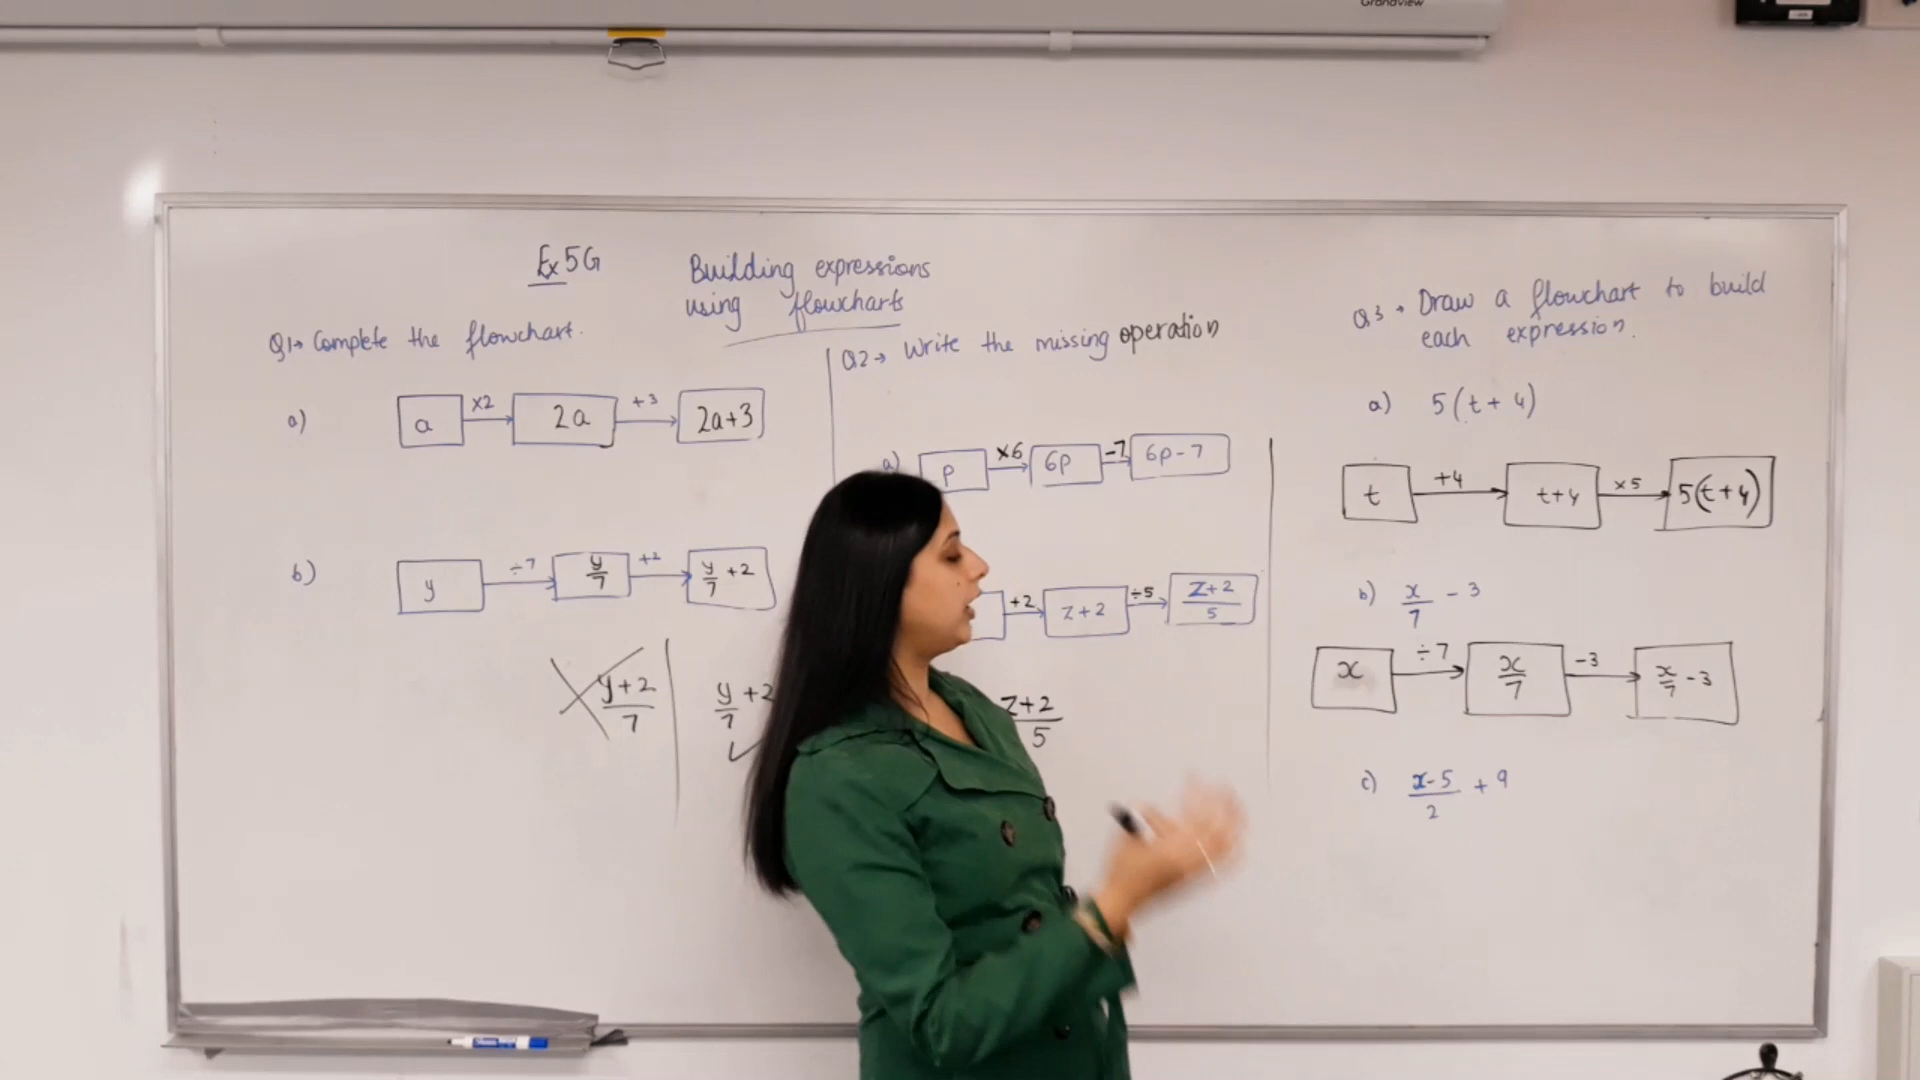 Grandview
Ex 5G
Building expressions
using flowcharts
Q1→ Complete the flowchart.
a)
a ×2 2a +3 2a+3
b)
y ÷7 y/7 +2 y/7 +2
y+2/7
y/7 +2
Q2→ Write the missing operation
a)
p ×6 6p -7 6p-7
+2 z+2 ÷5 z+2/5
z+2/5
Q3→ Draw a flowchart to build
each expression.
a) 5(t+4)
t +4 t+4 ×5 5(t+4)
b) x/7 - 3
x ÷7 x/7 -3 x/7 -3
c) x-5/2 + 9